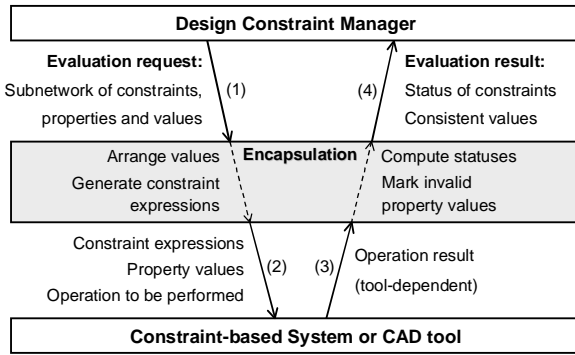 Design Constraint Manager
Evaluation request:
Subnetwork of constraints,
properties and values
(1)
(4)
Evaluation result:
Status of constraints
Consistent values
Arrange values
Generate constraint
expressions
Encapsulation
Compute statuses
Mark invalid
property values
Constraint expressions
Property values
Operation to be performed
(2)
(3)
Operation result
(tool-dependent)
Constraint-based System or CAD tool